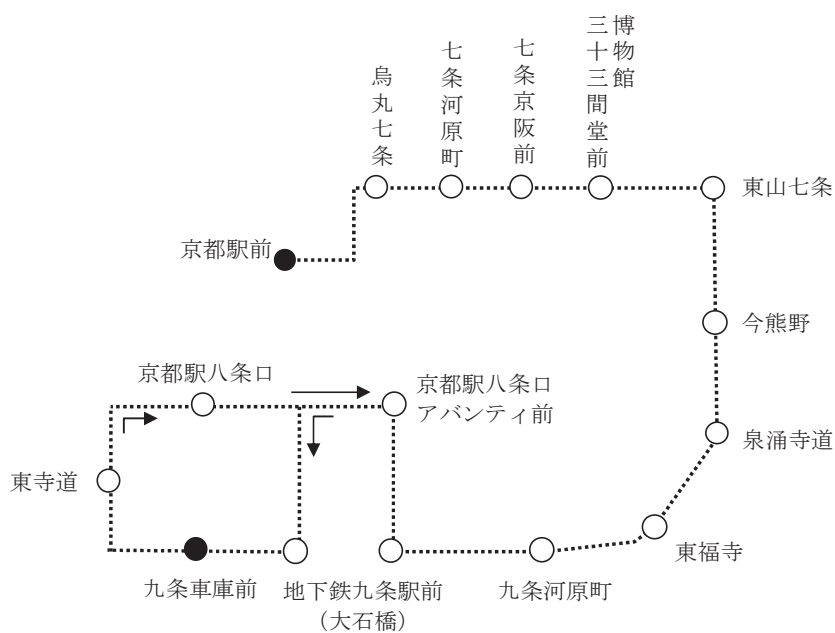 烏丸七条
七条河原町
七条京阪前
博物館
三十三間堂前
東山七条
京都駅前
今熊野
京都駅八条口
京都駅八条口
アバンティ前
泉涌寺道
東寺道
東福寺
九条車庫前
地下鉄九条駅前
(大石橋)
九条河原町